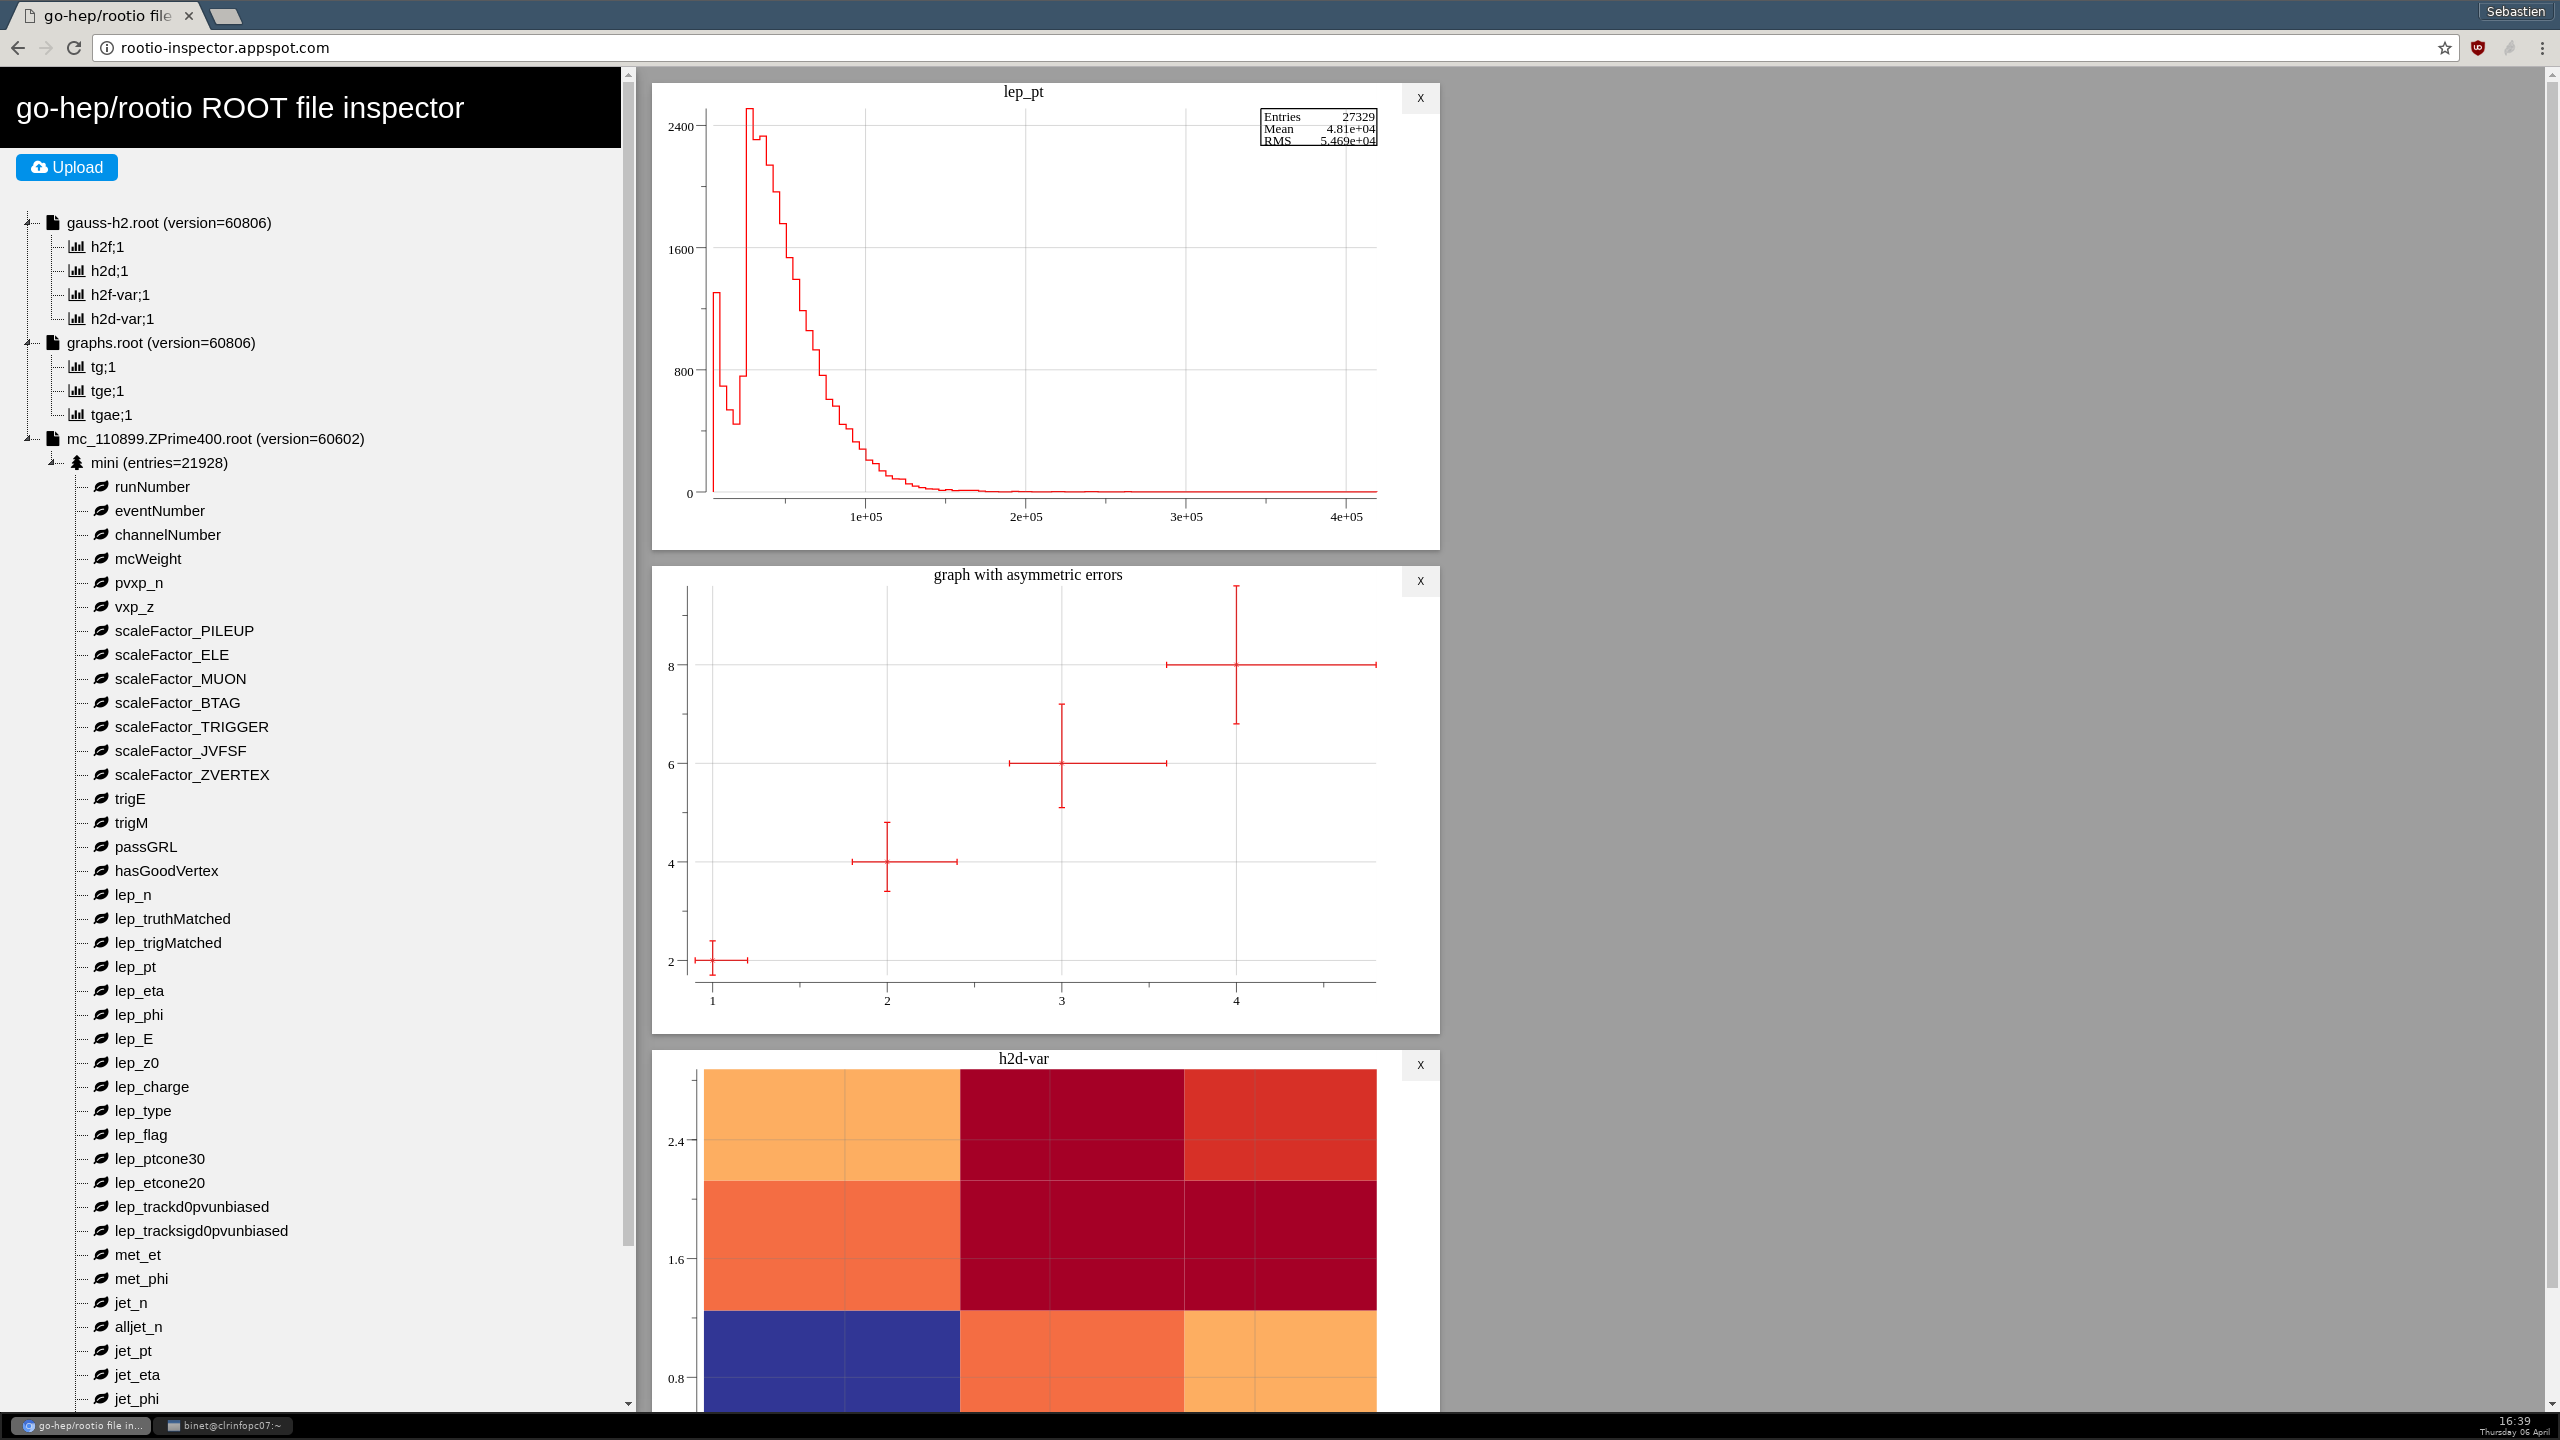 go-hep/rootio file
Sebastien
rootio-inspector.appspot.com
go-hep/rootio ROOT file inspector
Upload
gauss-h2.root (version=60806)
h2f;1
h2d;1
h2f-var;1
h2d-var;1
graphs.root (version=60806)
tg;1
tge;1
tgae;1
mc_110899.ZPrime400.root (version=60602)
mini (entries=21928)
runNumber
eventNumber
channelNumber
mcWeight
pvxp_n
vxp_z
scaleFactor_PILEUP
scaleFactor_ELE
scaleFactor_MUON
scaleFactor_BTAG
scaleFactor_TRIGGER
scaleFactor_JVFSF
scaleFactor_ZVERTEX
trigE
trigM
passGRL
hasGoodVertex
lep_n
lep_truthMatched
lep_trigMatched
lep_pt
lep_eta
lep_phi
lep_E
lep_z0
lep_charge
lep_type
lep_flag
lep_ptcone30
lep_etcone20
lep_trackd0pvunbiased
lep_tracksigd0pvunbiased
met_et
met_phi
jet_n
alljet_n
jet_pt
jet_eta
jet_phi
lep_pt
X
Entries 27329
Mean 4.81e+04
RMS 5.469e+04
2400
1600
800
0
1e+05 2e+05 3e+05 4e+05
graph with asymmetric errors
X
8
6
4
2
1 2 3 4
h2d-var
X
2.4
1.6
0.8
go-hep/rootio file in...
binet@clrinfopc07:~
16:39
Thursday 06 April